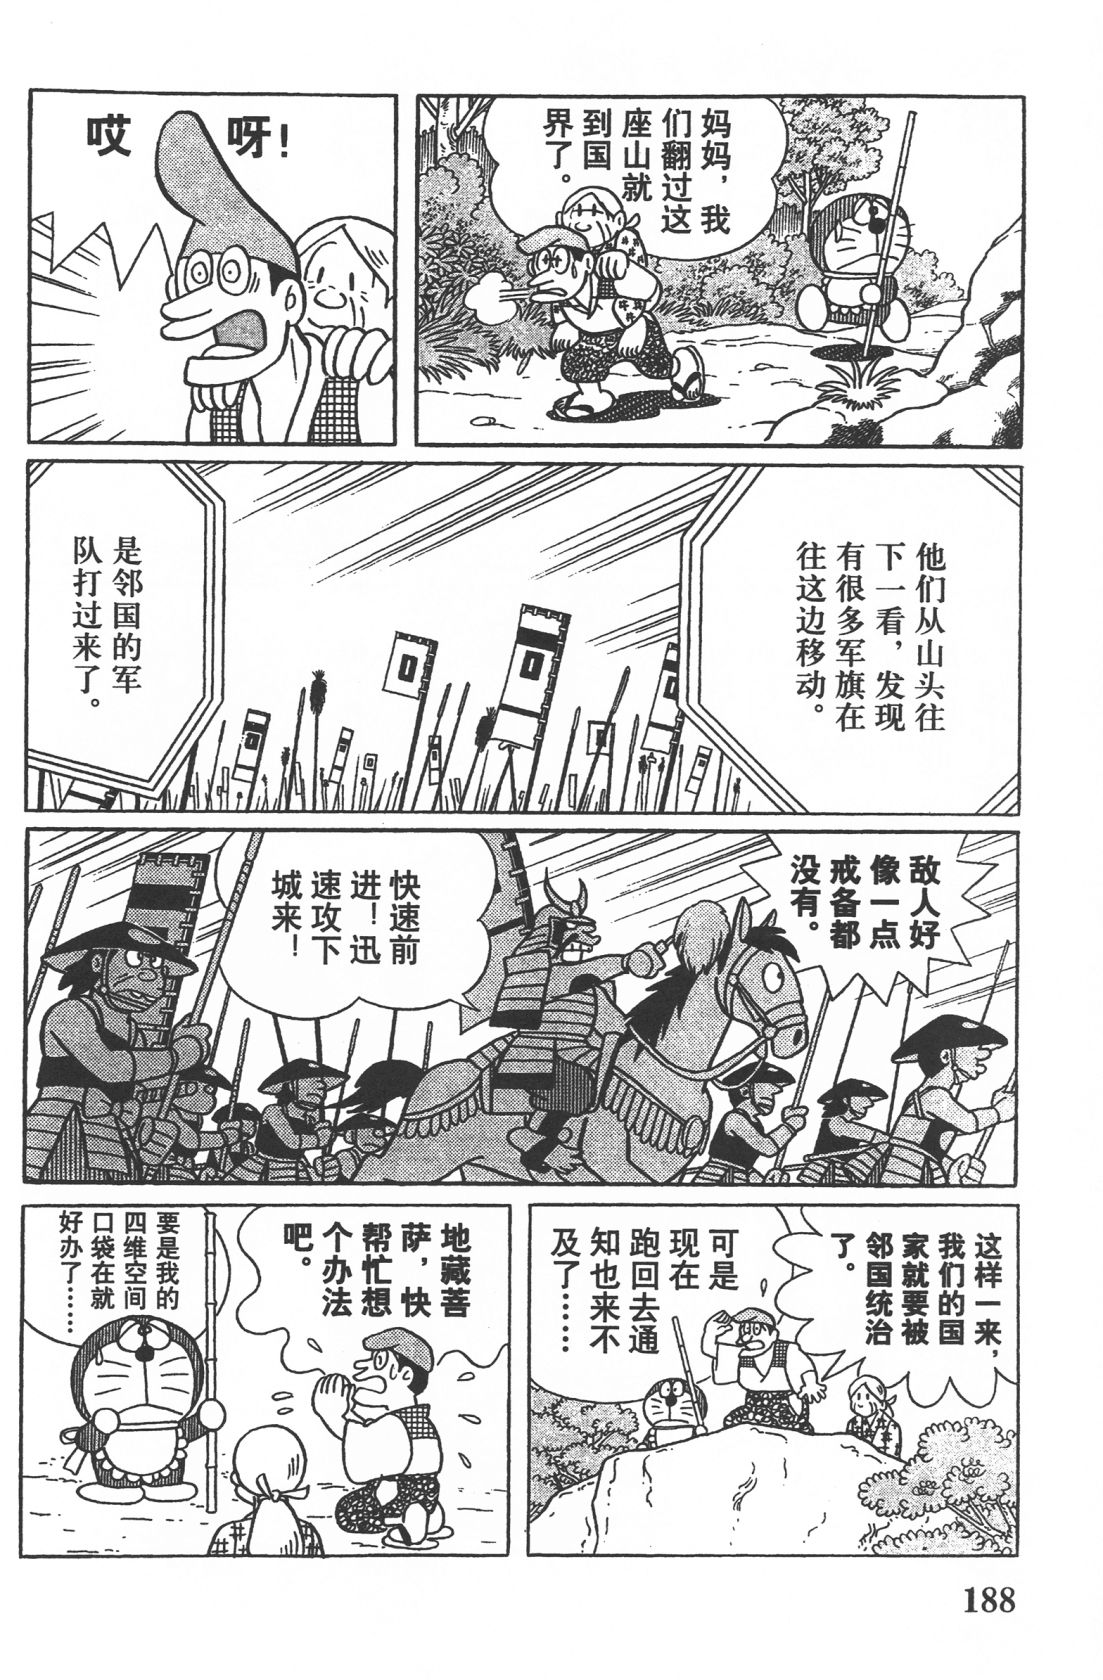 妈妈，我
们翻过这
座山就
到国
界了。
哎呀！
他们从山头往
下一看，发现
有很多军旗在
往这边移动。
是邻国的军
队打过来了。
敌人好
像一点
戒备都
没有。
快速前
进！迅
速攻下
城来！
这样一来，
我们的国
家就要被
邻国统治
了。
可是
现在
跑回去通
知也来不
及了……
地藏菩
萨，快
帮忙想
个办法
吧。
要是我的
四维空间
口袋在就
好办了……
188